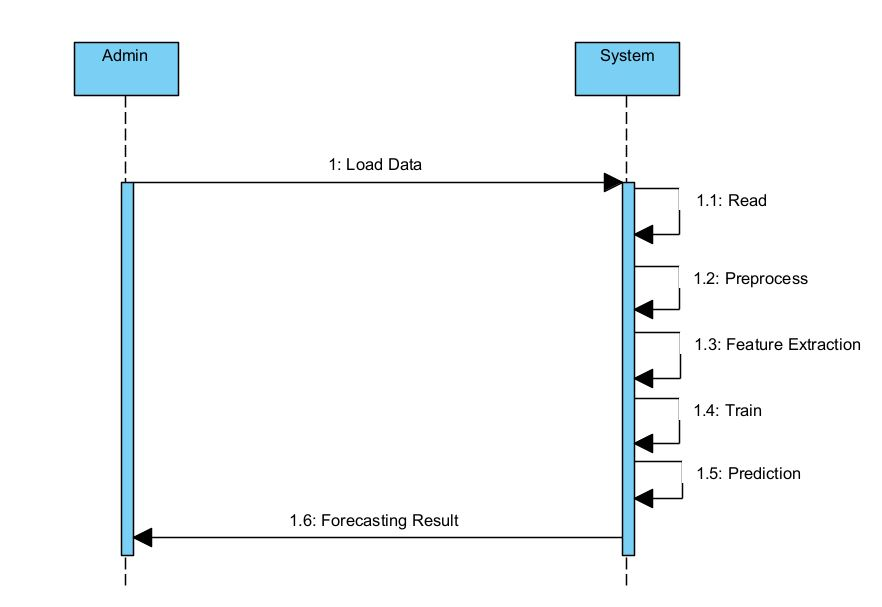 Admin
System
1: Load Data
1.1: Read
1.2: Preprocess
1.3: Feature Extraction
1.4: Train
1.5: Prediction
1.6: Forecasting Result